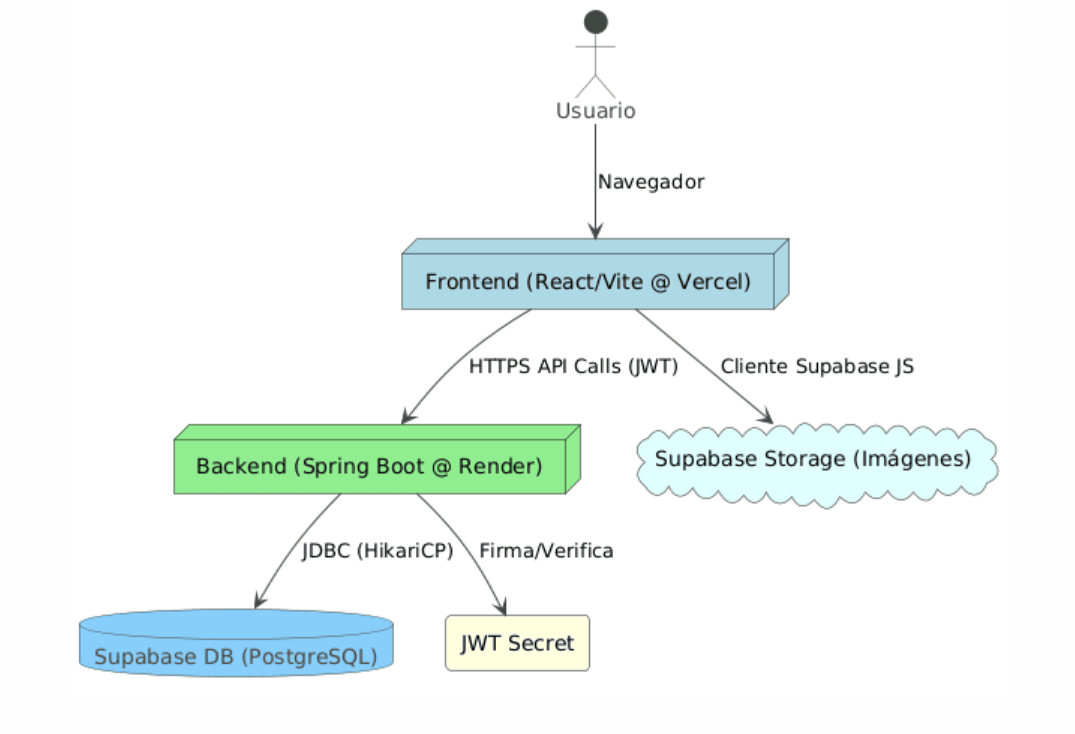 Usuario
Navegador
Frontend (React/Vite @ Vercel)
HTTPS API Calls (JWT)
Cliente Supabase JS
Backend (Spring Boot @ Render)
Supabase Storage (Imágenes)
JDBC (HikariCP)
Firma/Verifica
Supabase DB (PostgreSQL)
JWT Secret